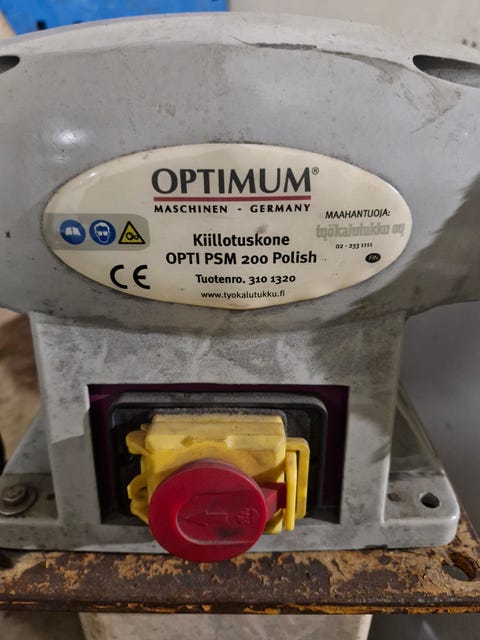 OPTIMUM®
MASCHINEN - GERMANY
Kiillotuskone
OPTI PSM 200 Polish
Tuotenro. 310 1320
www.tyokalutukku.fi
CE
MAAHANTUOJA:
työkalutukku oy
02 - 233 1111
FIN